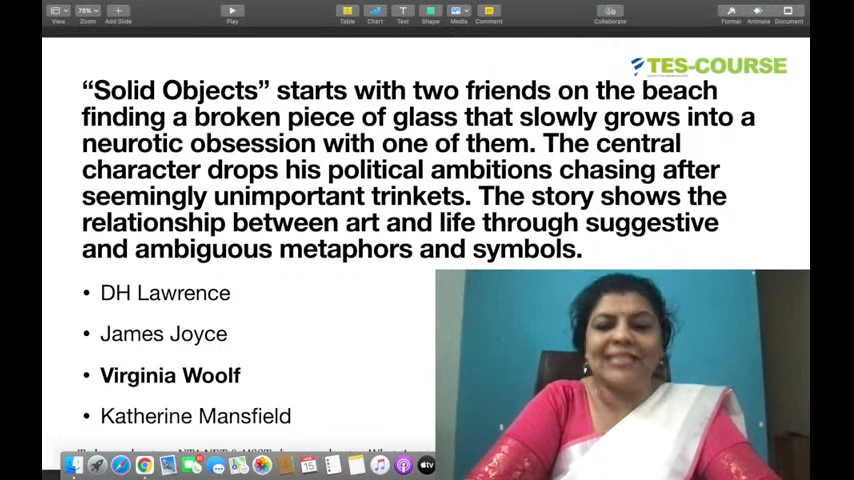 View
75%
Zoom
Add Slide
Play
Table
Chart
Text
Shape
Media
Comment
Collaborate
Format
Animate
Document
TES-COURSE
“Solid Objects” starts with two friends on the beach
finding a broken piece of glass that slowly grows into a
neurotic obsession with one of them. The central
character drops his political ambitions chasing after
seemingly unimportant trinkets. The story shows the
relationship between art and life through suggestive
and ambiguous metaphors and symbols.
• DH Lawrence
• James Joyce
• Virginia Woolf
• Katherine Mansfield
15
tv